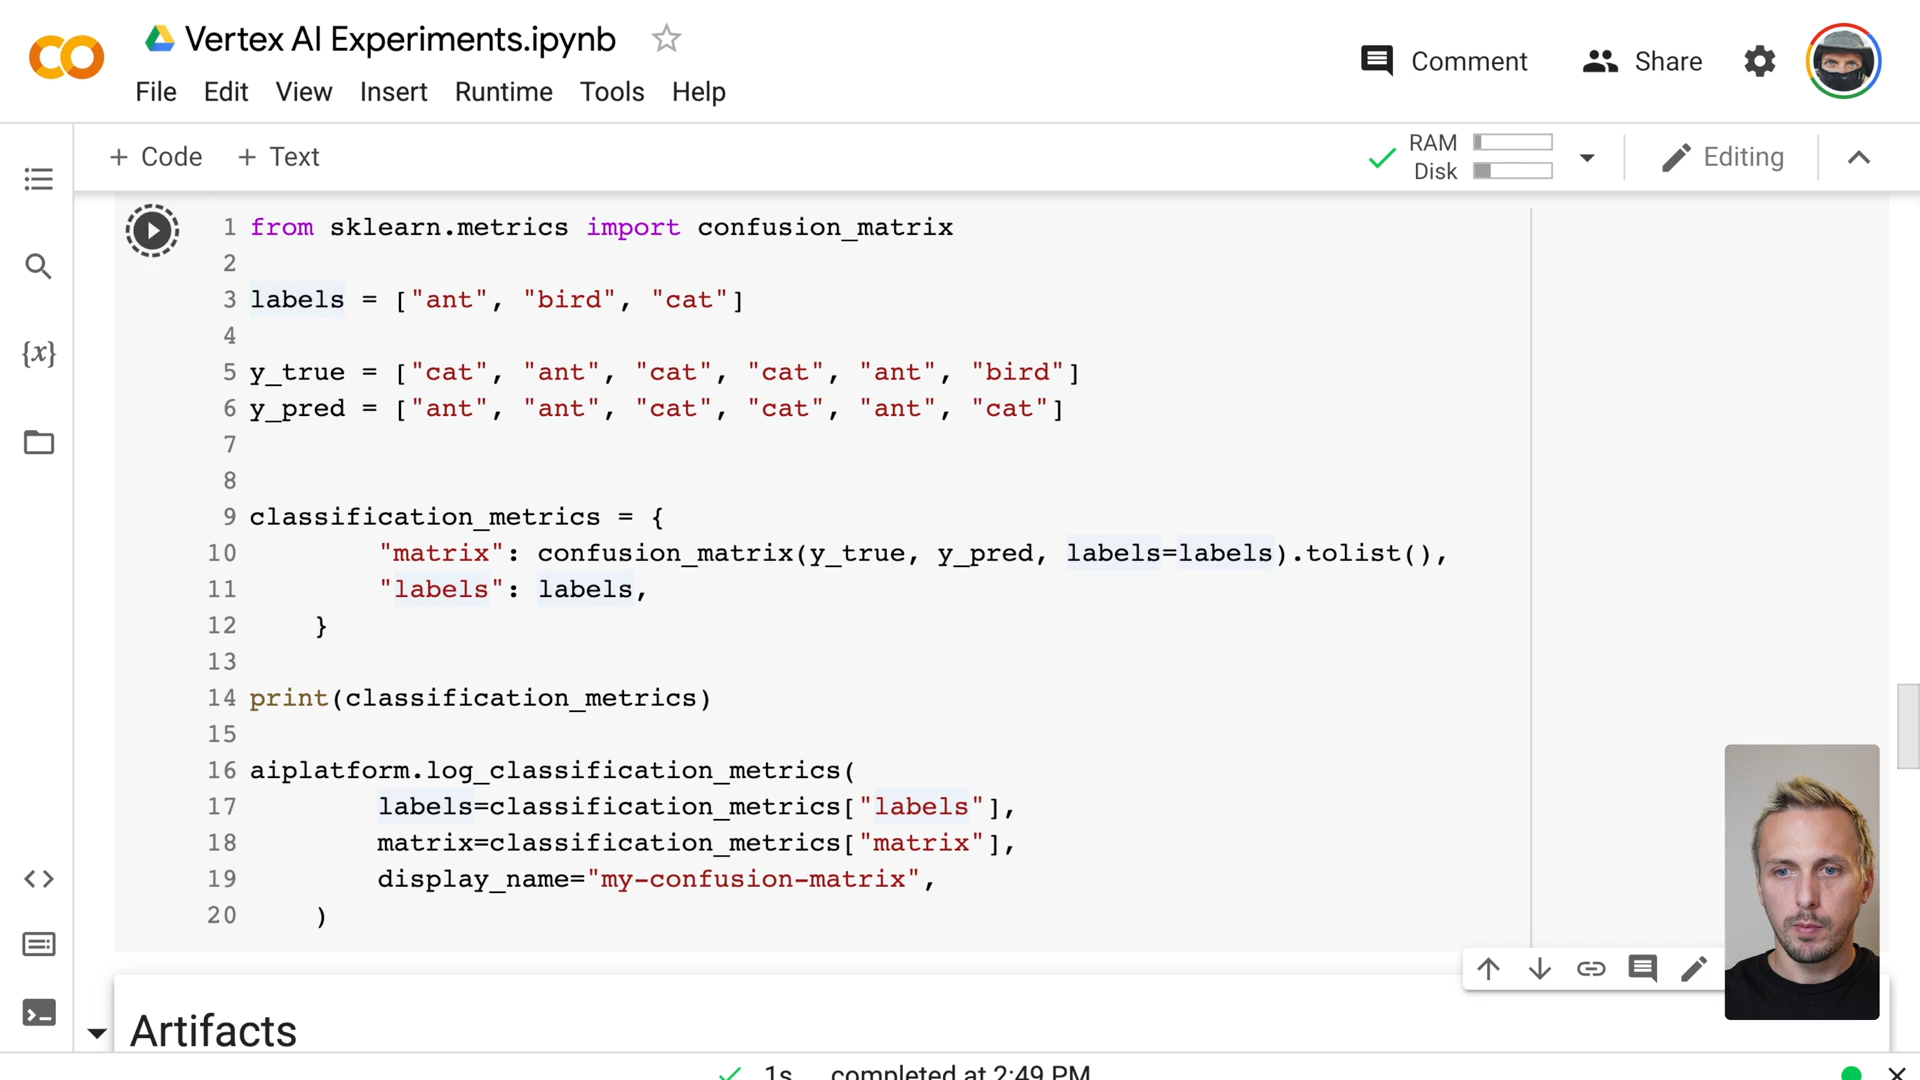 Vertex AI Experiments.ipynb
File Edit View Insert Runtime Tools Help
Comment Share
+ Code + Text
RAM
Disk
Editing
1 from sklearn.metrics import confusion_matrix
2
3 labels = ["ant", "bird", "cat"]
4
5 y_true = ["cat", "ant", "cat", "cat", "ant", "bird"]
6 y_pred = ["ant", "ant", "cat", "cat", "ant", "cat"]
7
8
9 classification_metrics = {
10 "matrix": confusion_matrix(y_true, y_pred, labels=labels).tolist(),
11 "labels": labels,
12 }
13
14 print(classification_metrics)
15
16 aiplatform.log_classification_metrics(
17 labels=classification_metrics["labels"],
18 matrix=classification_metrics["matrix"],
19 display_name="my-confusion-matrix",
20 )
{x}
Artifacts
1s completed at 2:49 PM